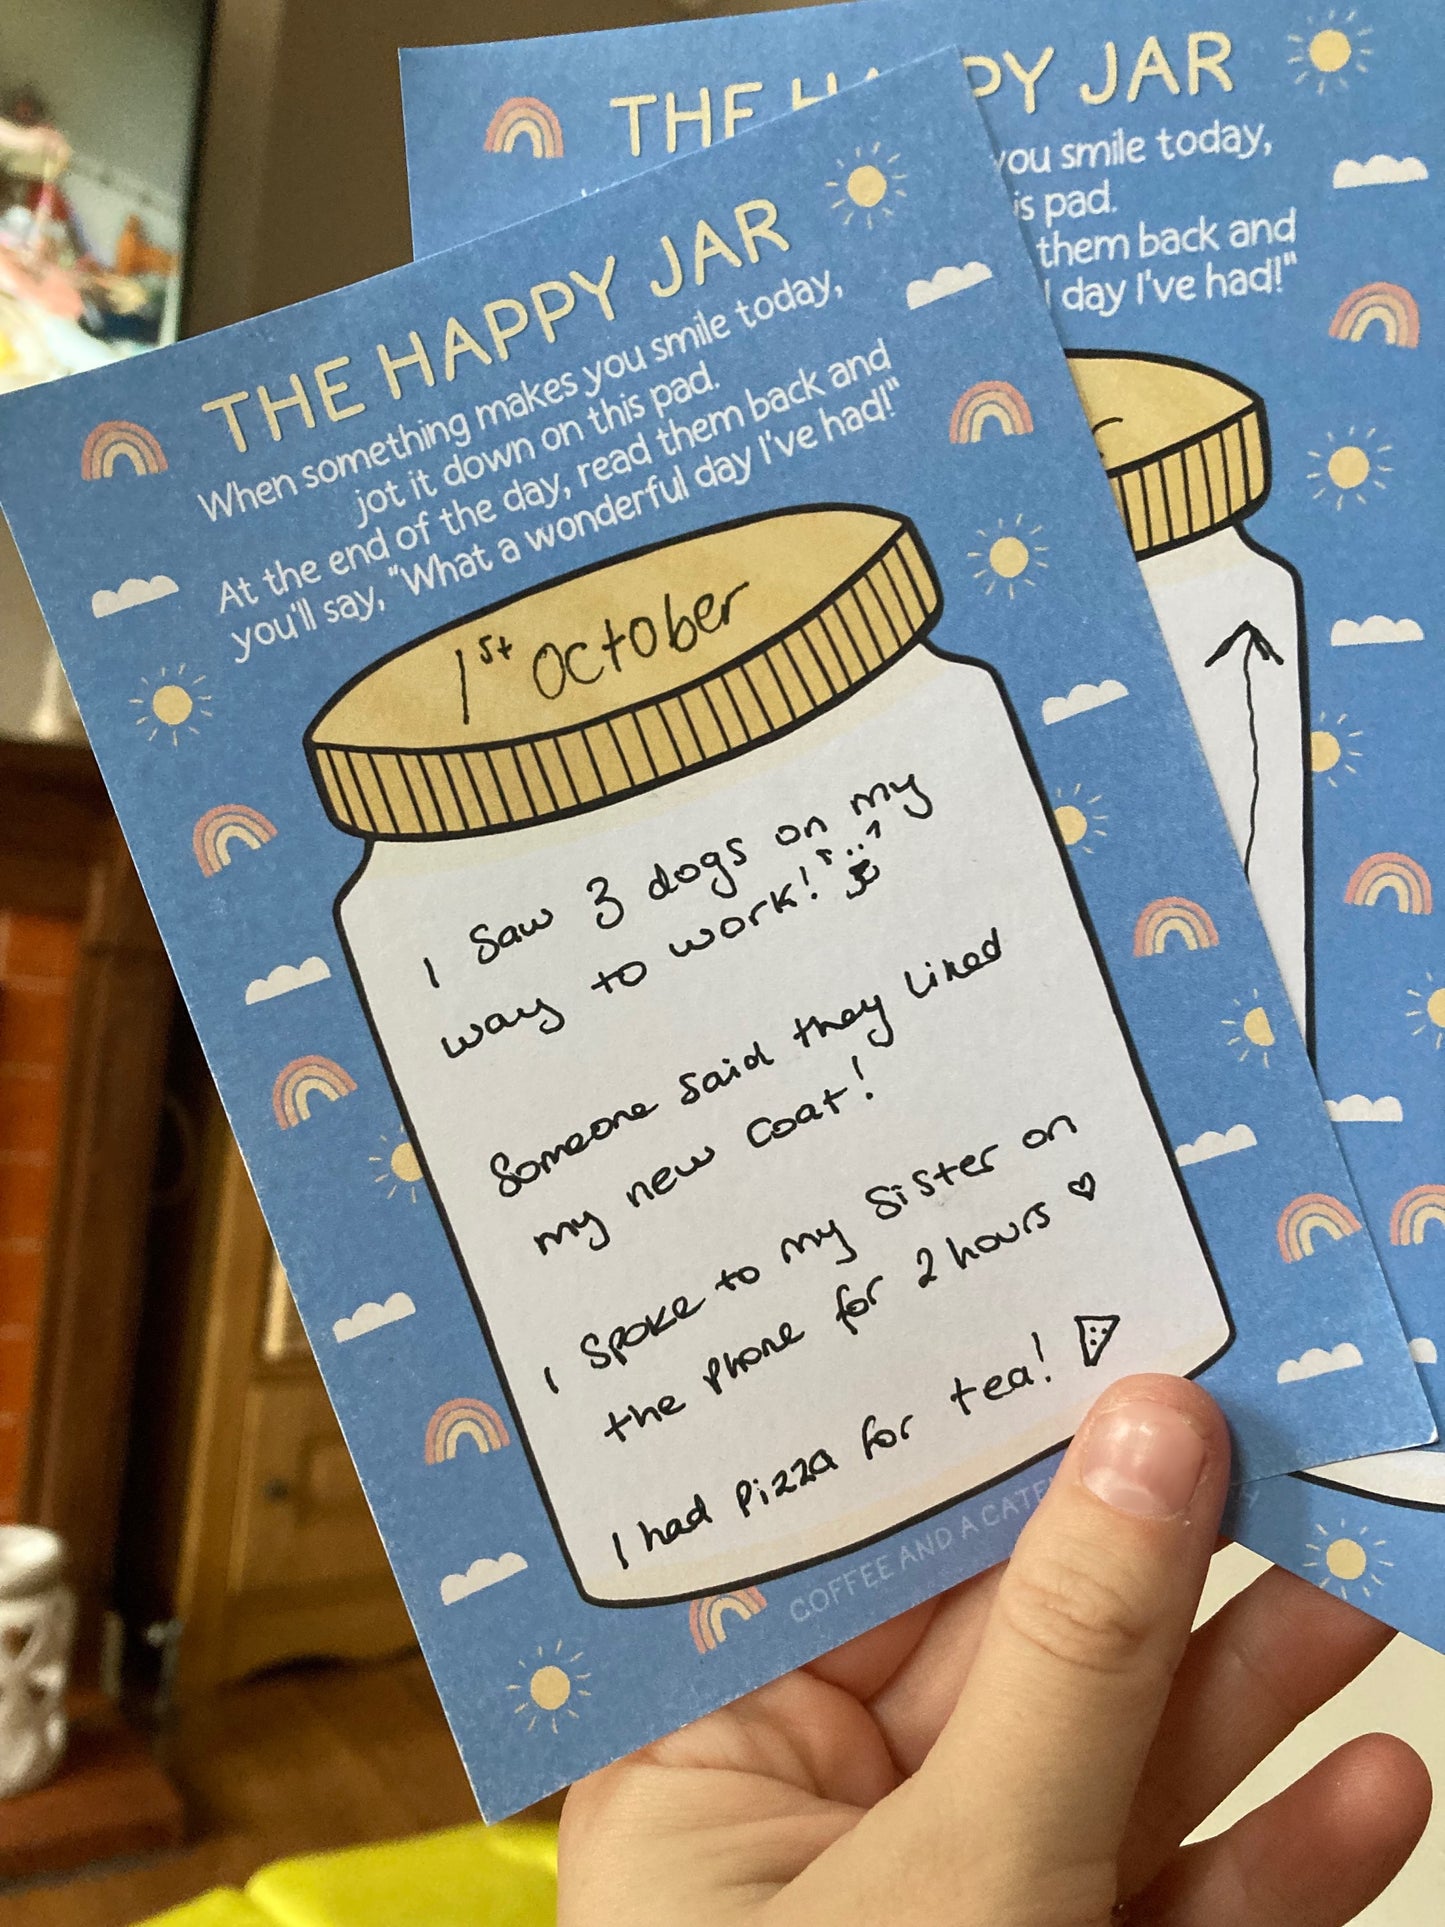 THE HAPPY JAR
When something makes you smile today,
jot it down on this pad.
At the end of the day, read them back and
you'll say, "What a wonderful day I've had!"
1st October
I saw 3 dogs on my
way to work!
Someone said they liked
my new coat!
I spoke to my sister on
the phone for 2 hours ♡
I had pizza for tea!
COFFEE AND A
THE PY JAR
you smile today,
pad.
them back and
day I've had!"